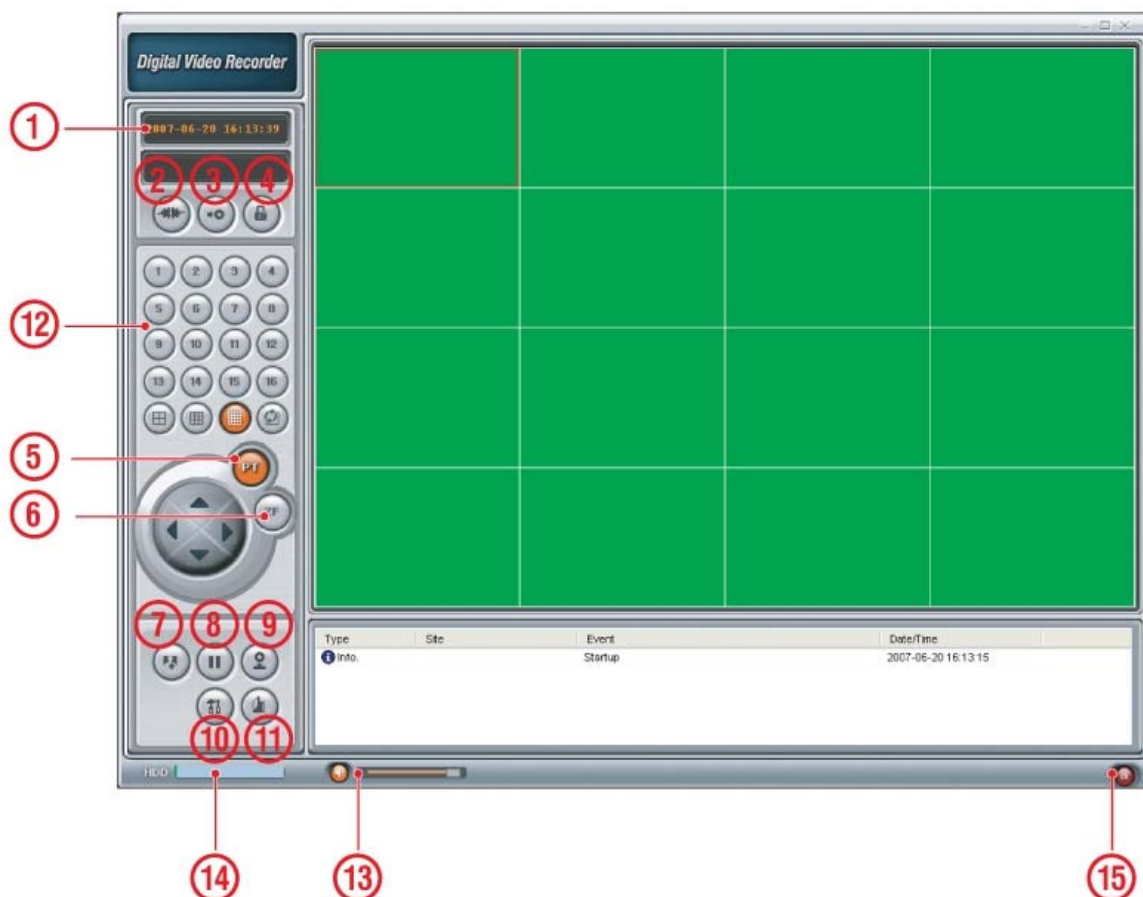 Digital Video Recorder
1
2007-06-20 16:13:39
2 3 4
1 2 3 4
5 6 7 8
12
9 10 11 12
13 14 15 16
5
PT
6
ZF
7 8 9
10 11
Type Site Event Date/Time
Info. Startup 2007-06-20 16:13:15
HDD
14 13 15